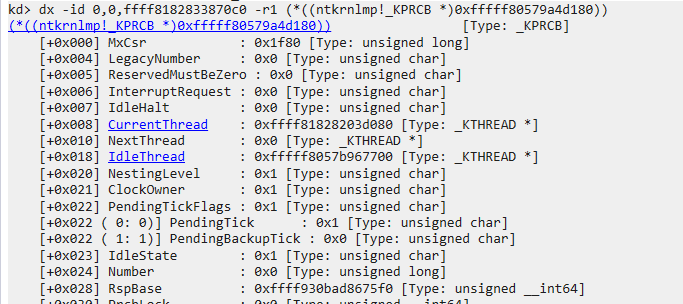 kd> dx -id 0,0,ffff8182833870c0 -r1 (*((ntkrnlmp!_KPRCB *)0xfffff80579a4d180))
(*((ntkrnlmp!_KPRCB *)0xfffff80579a4d180)) [Type: _KPRCB]
[+0x000] MxCsr : 0x1f80 [Type: unsigned long]
[+0x004] LegacyNumber : 0x0 [Type: unsigned char]
[+0x005] ReservedMustBeZero : 0x0 [Type: unsigned char]
[+0x006] InterruptRequest : 0x0 [Type: unsigned char]
[+0x007] IdleHalt : 0x0 [Type: unsigned char]
[+0x008] CurrentThread : 0xffff81828203d080 [Type: _KTHREAD *]
[+0x010] NextThread : 0x0 [Type: _KTHREAD *]
[+0x018] IdleThread : 0xfffff8057b967700 [Type: _KTHREAD *]
[+0x020] NestingLevel : 0x1 [Type: unsigned char]
[+0x021] ClockOwner : 0x1 [Type: unsigned char]
[+0x022] PendingTickFlags : 0x1 [Type: unsigned char]
[+0x022 ( 0: 0)] PendingTick : 0x1 [Type: unsigned char]
[+0x022 ( 1: 1)] PendingBackupTick : 0x0 [Type: unsigned char]
[+0x023] IdleState : 0x1 [Type: unsigned char]
[+0x024] Number : 0x0 [Type: unsigned long]
[+0x028] RspBase : 0xffff930bad8675f0 [Type: unsigned __int64]